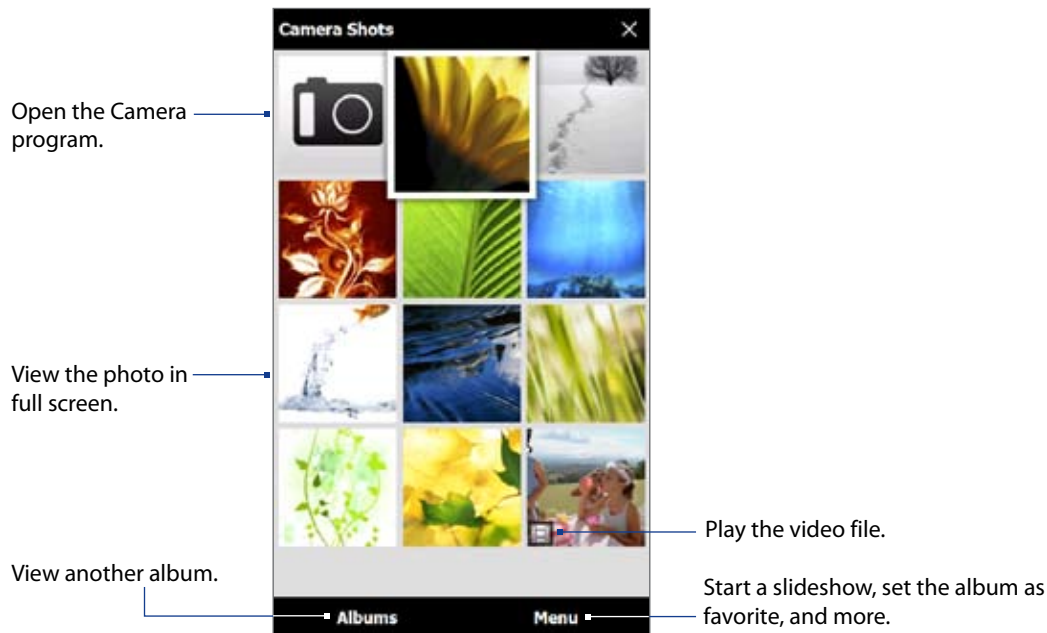 Camera Shots
Open the Camera
program.
View the photo in
full screen.
Play the video file.
View another album.
Start a slideshow, set the album as
favorite, and more.
Albums
Menu